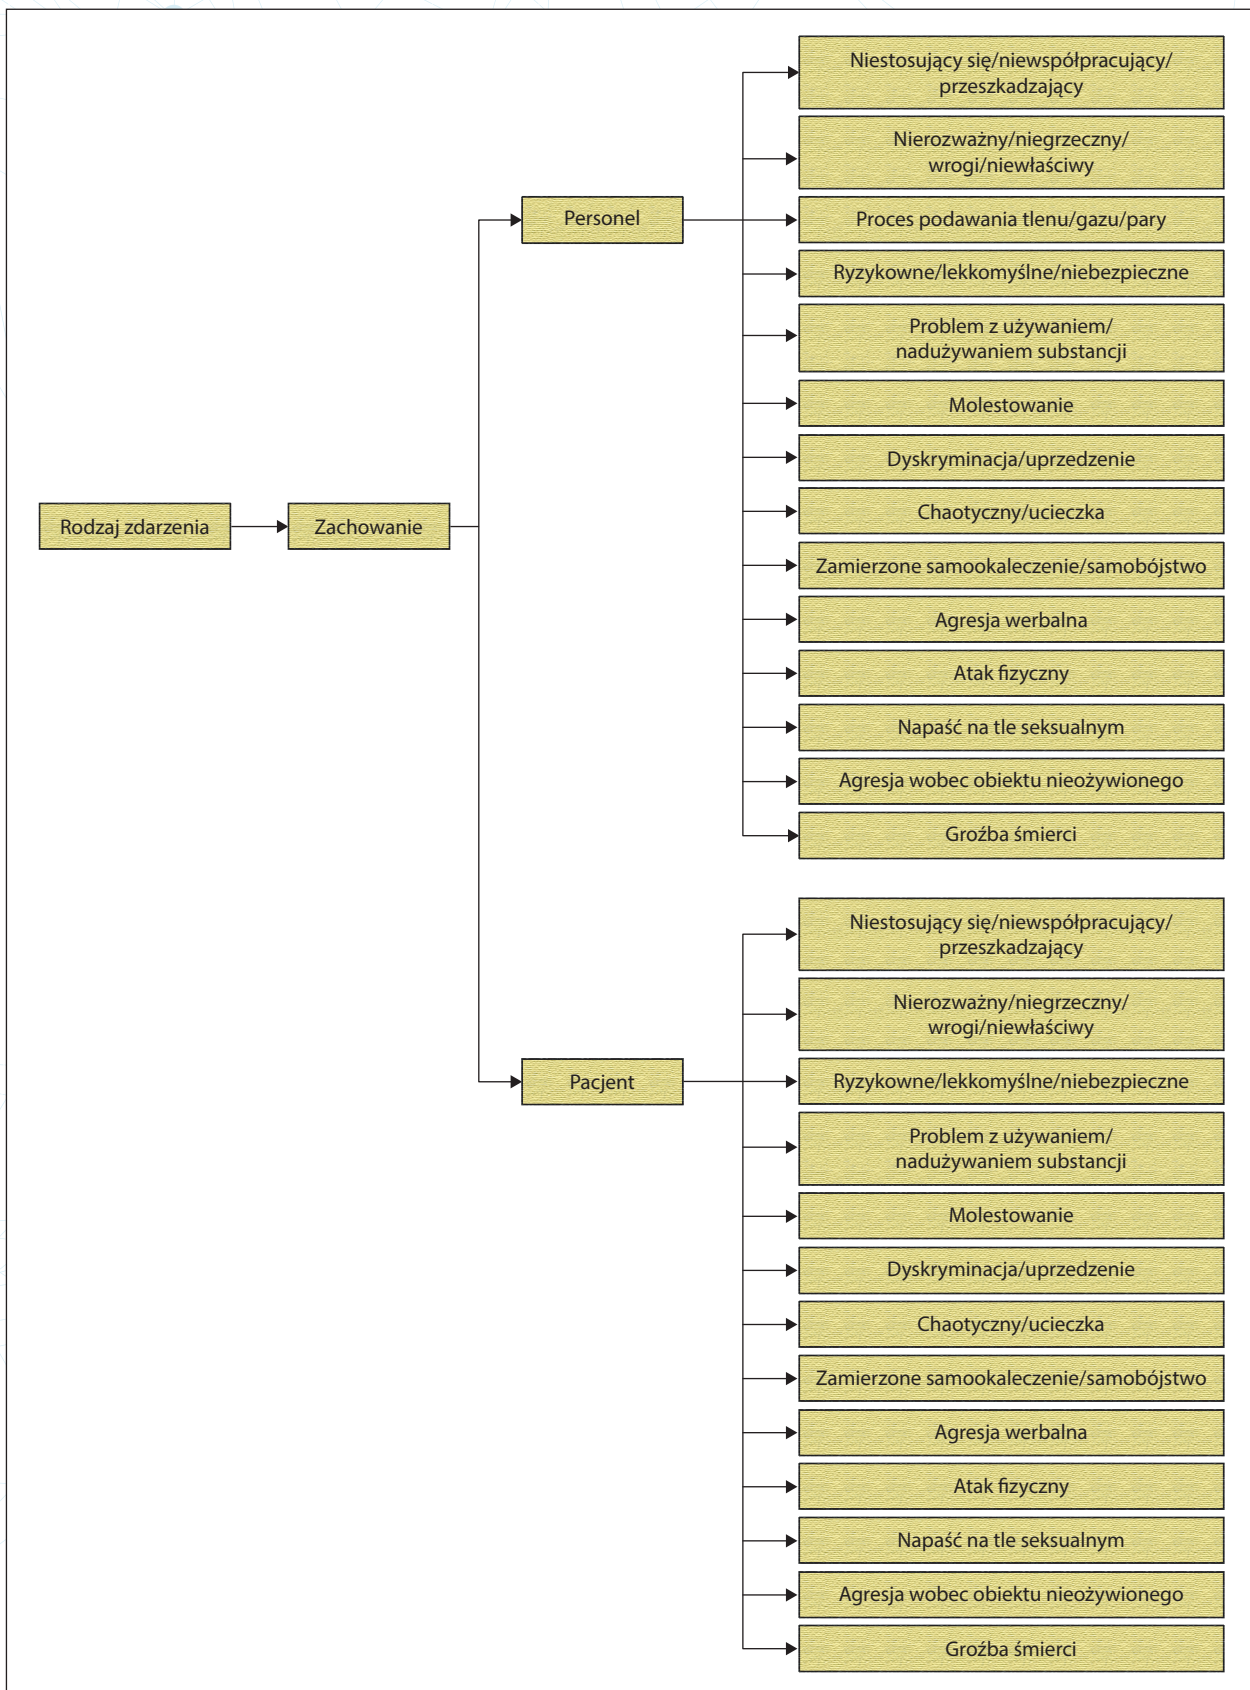 Rodzaj zdarzenia
Zachowanie
Personel
Niestosujący się/niewspółpracujący/
przeszkadzający
Nierozważny/niegrzeczny/
wrogi/niewłaściwy
Proces podawania tlenu/gazu/pary
Ryzykowne/lekkomyślne/niebezpieczne
Problem z używaniem/
nadużywaniem substancji
Molestowanie
Dyskryminacja/uprzedzenie
Chaotyczny/ucieczka
Zamierzone samookaleczenie/samobójstwo
Agresja werbalna
Atak fizyczny
Napaść na tle seksualnym
Agresja wobec obiektu nieożywionego
Groźba śmierci
Pacjent
Niestosujący się/niewspółpracujący/
przeszkadzający
Nierozważny/niegrzeczny/
wrogi/niewłaściwy
Ryzykowne/lekkomyślne/niebezpieczne
Problem z używaniem/
nadużywaniem substancji
Molestowanie
Dyskryminacja/uprzedzenie
Chaotyczny/ucieczka
Zamierzone samookaleczenie/samobójstwo
Agresja werbalna
Atak fizyczny
Napaść na tle seksualnym
Agresja wobec obiektu nieożywionego
Groźba śmierci